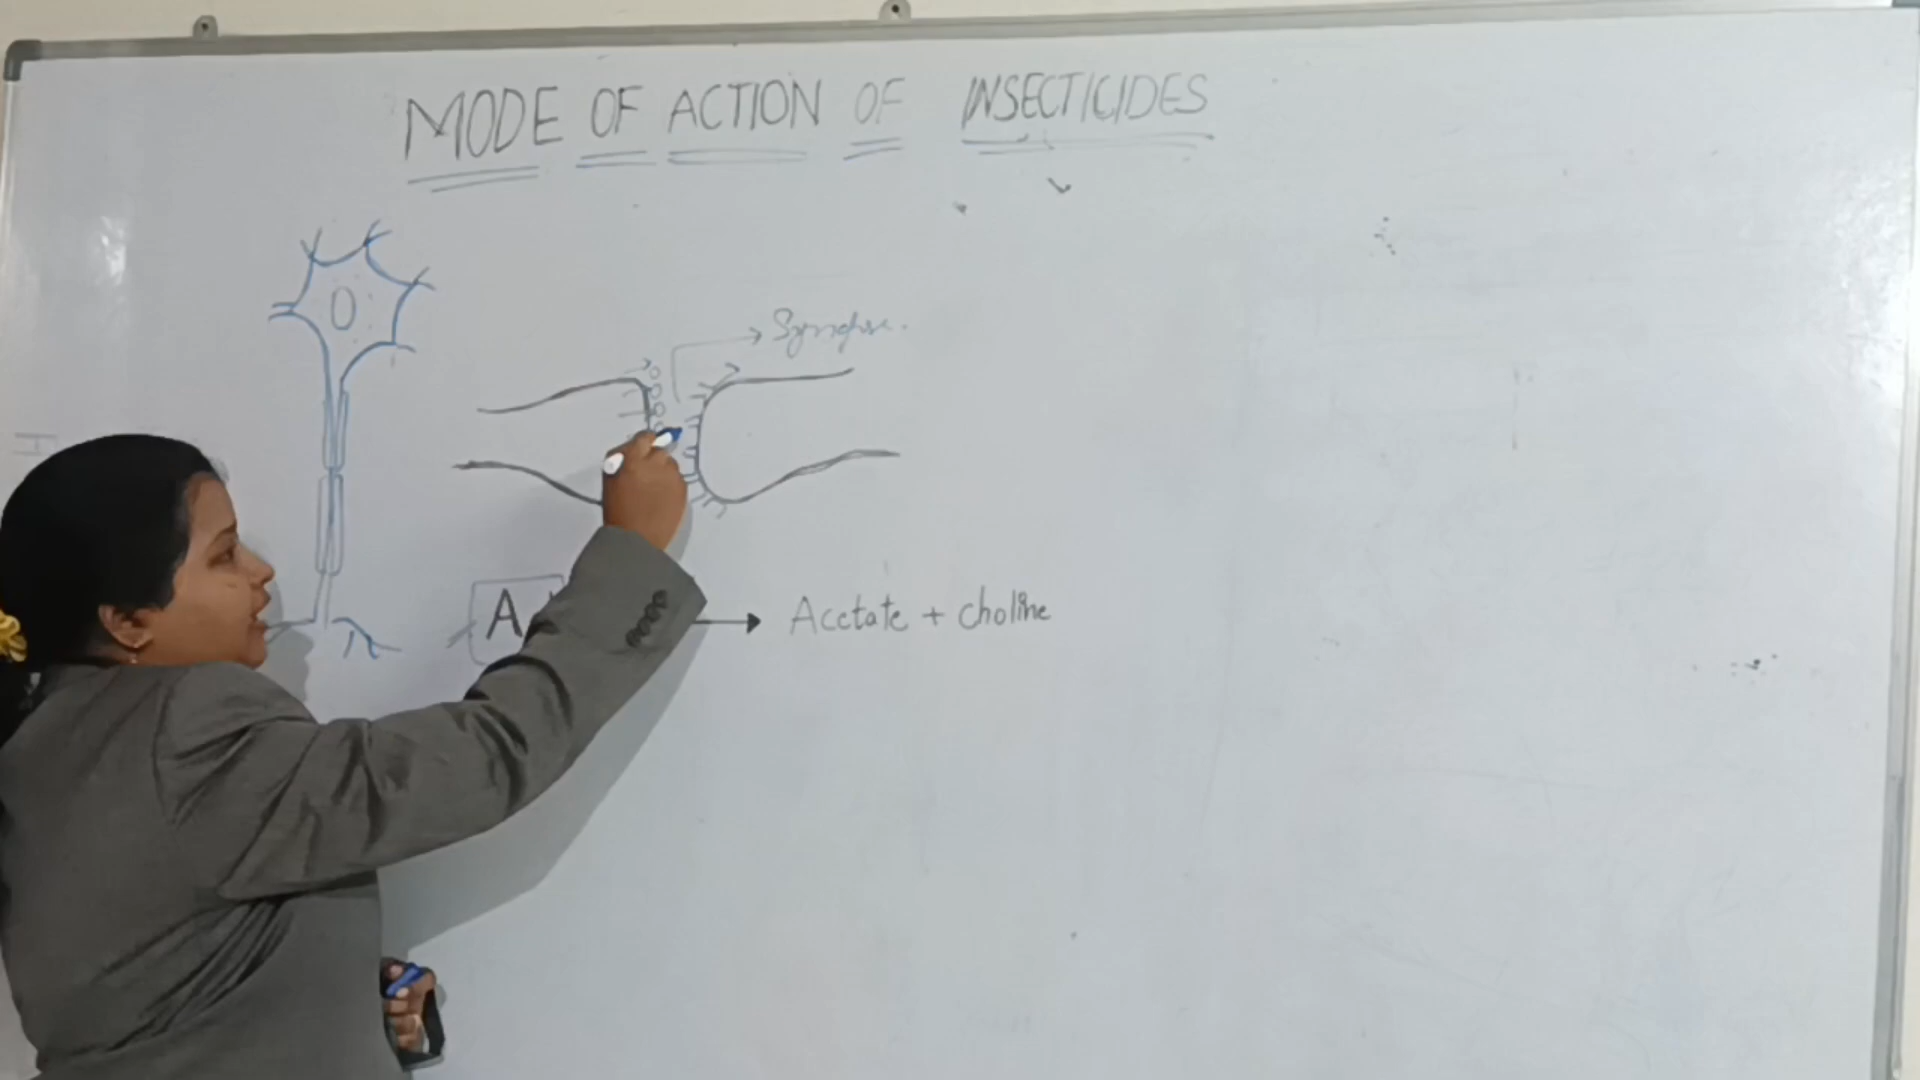 MODE OF ACTION OF INSECTICIDES
Synapse.
A
Acetate + choline